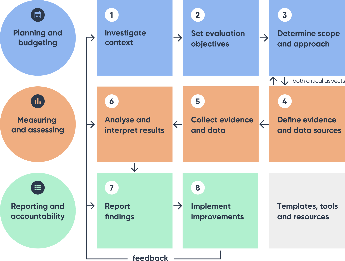 Planning and
budgeting
1
Investigate
context
2
Set evaluation
objectives
3
Determine scope
and approach
Measuring
and assessing
6
Analyse and
interpret results
5
Collect evidence
and data
4
Define evidence
and data sources
Reporting and
accountability
7
Report
findings
8
Implement
improvements
Templates, tools
and resources
feedback